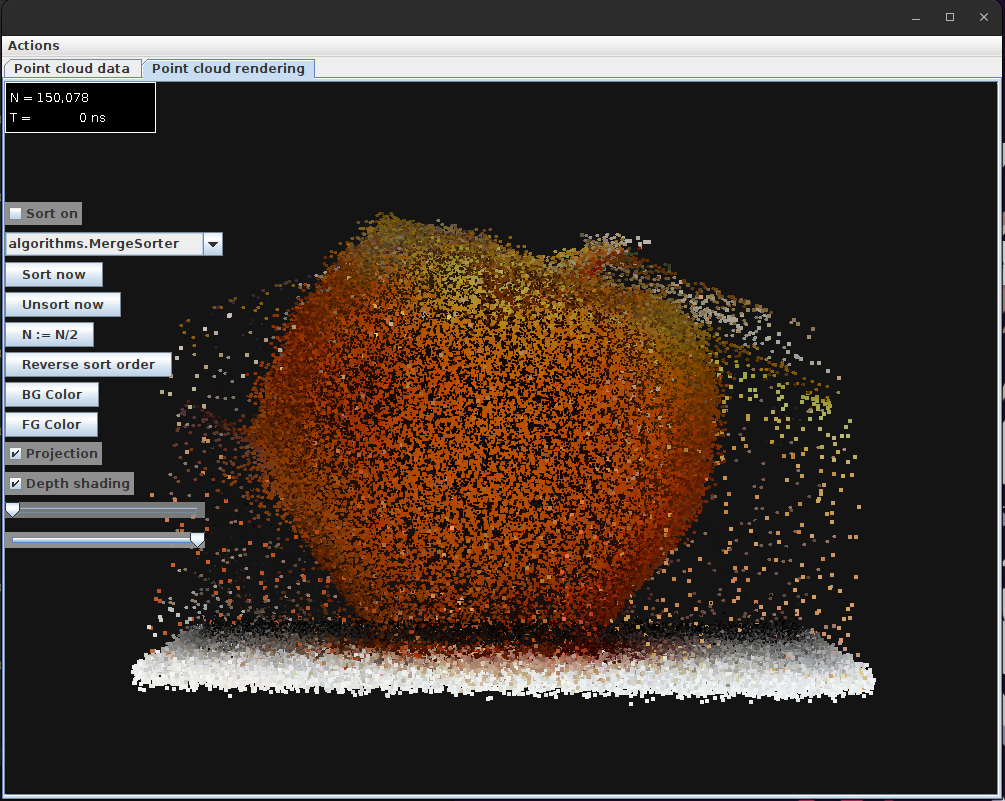 Actions
Point cloud data Point cloud rendering
N = 150,078
T = 0 ns
Sort on
algorithms.MergeSorter
Sort now
Unsort now
N := N/2
Reverse sort order
BG Color
FG Color
Projection
Depth shading